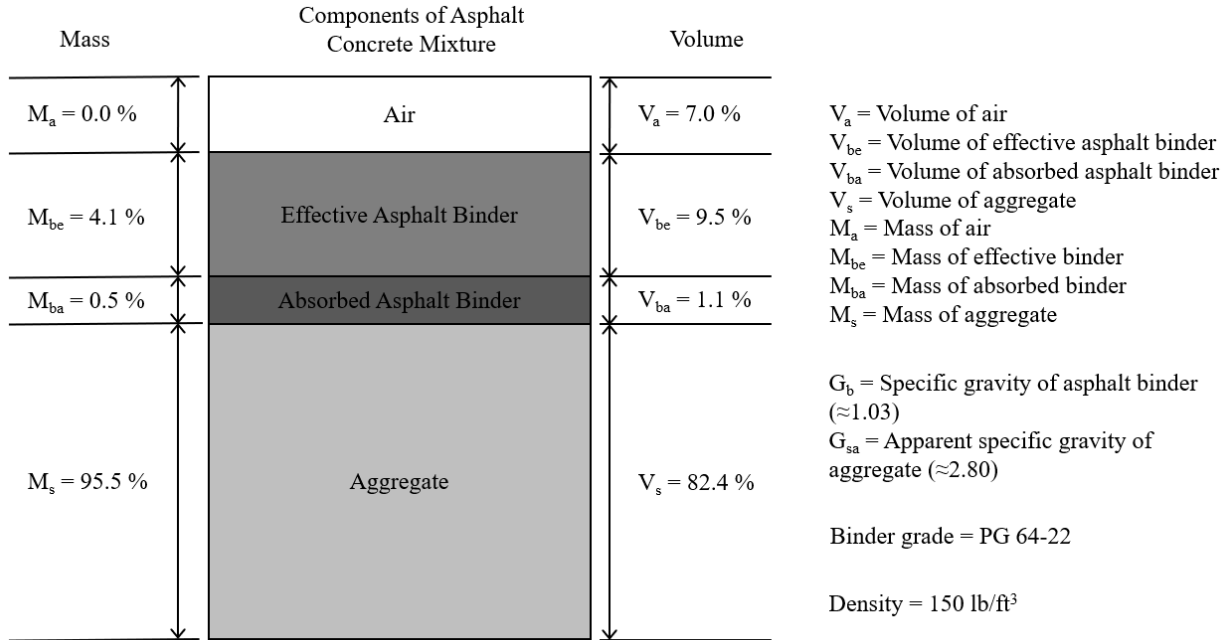 Mass
Components of Asphalt
Concrete Mixture
Volume
Mₐ = 0.0 %
Air
Vₐ = 7.0 %
M_be = 4.1 %
Effective Asphalt Binder
V_be = 9.5 %
M_ba = 0.5 %
Absorbed Asphalt Binder
V_ba = 1.1 %
M_s = 95.5 %
Aggregate
V_s = 82.4 %
Vₐ = Volume of air
V_be = Volume of effective asphalt binder
V_ba = Volume of absorbed asphalt binder
V_s = Volume of aggregate
Mₐ = Mass of air
M_be = Mass of effective binder
M_ba = Mass of absorbed binder
M_s = Mass of aggregate
G_b = Specific gravity of asphalt binder
(≈1.03)
G_sa = Apparent specific gravity of
aggregate (≈2.80)
Binder grade = PG 64-22
Density = 150 lb/ft³